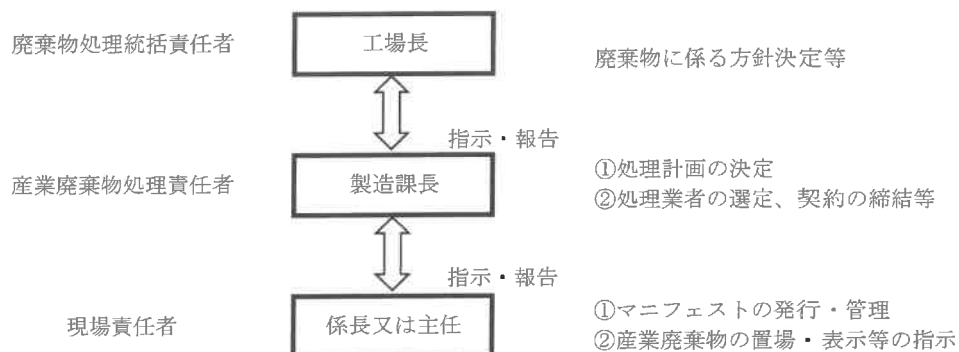 廃棄物処理統括責任者
工場長
廃棄物に係る方針決定等
指示・報告
産業廃棄物処理責任者
製造課長
①処理計画の決定
②処理業者の選定、契約の締結等
指示・報告
現場責任者
係長又は主任
①マニフェストの発行・管理
②産業廃棄物の置場・表示等の指示